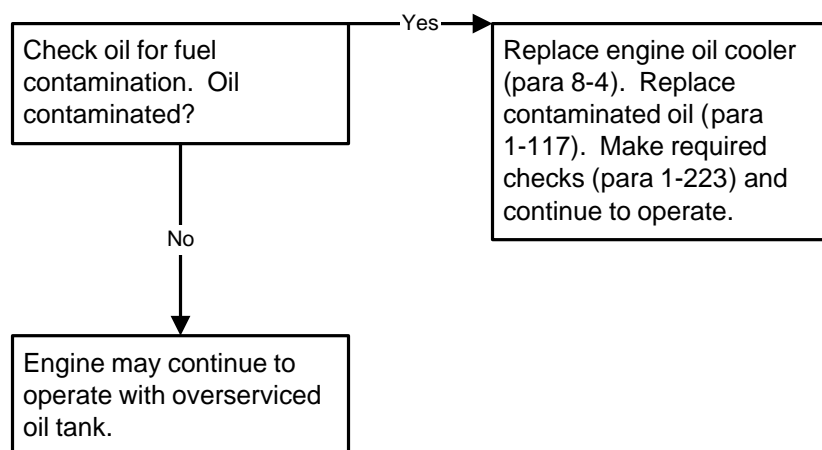 Check oil for fuel
contamination.  Oil
contaminated?
Yes
Replace engine oil cooler
(para 8-4).  Replace
contaminated oil (para
1-117).  Make required
checks (para 1-223) and
continue to operate.
No
Engine may continue to
operate with overserviced
oil tank.